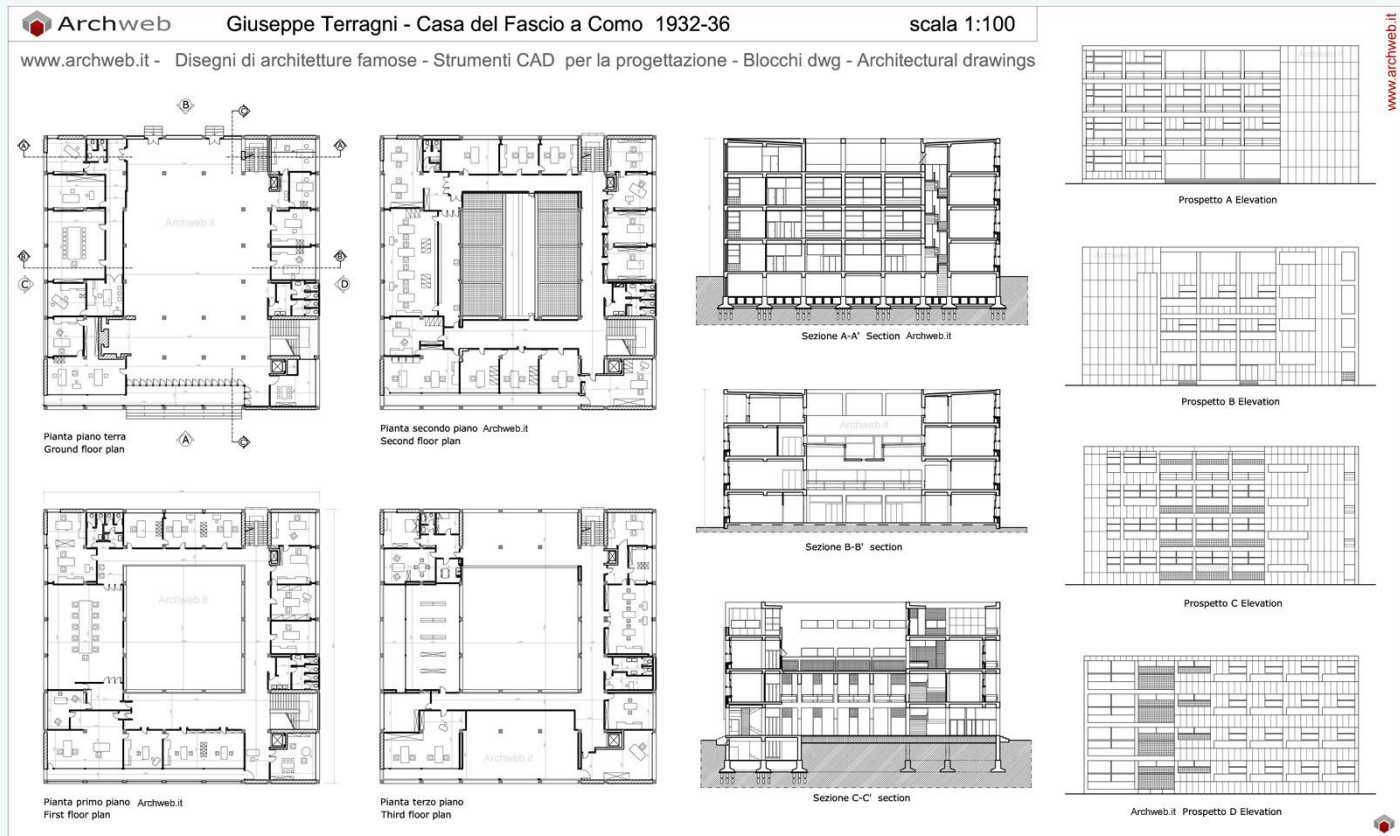 Archweb
Giuseppe Terragni - Casa del Fascio a Como 1932-36
scala 1:100
www.archweb.it - Disegni di architetture famose - Strumenti CAD per la progettazione - Blocchi dwg - Architectural drawings
www.archweb.it
B
C
A
A
Archweb.it
B
B
C
D
A
C
Pianta piano terra
Ground floor plan
Pianta secondo piano Archweb.it
Second floor plan
Archweb.it
Pianta primo piano Archweb.it
First floor plan
Archweb.it
Pianta terzo piano
Third floor plan
Sezione A-A' Section Archweb.it
Archweb.it
Sezione B-B' section
Sezione C-C' section
Archweb.it
Prospetto A Elevation
Archweb.it
Prospetto B Elevation
Prospetto C Elevation
Archweb.it Prospetto D Elevation